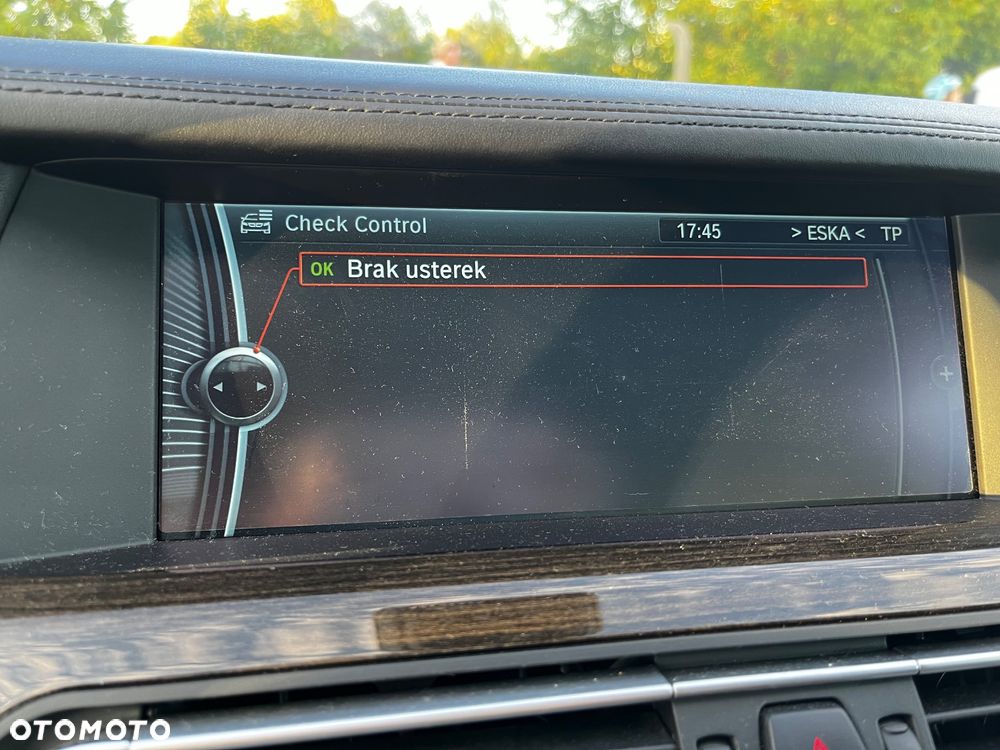 Check Control
17:45
> ESKA < TP
OK Brak usterek
+
OTOMOTO